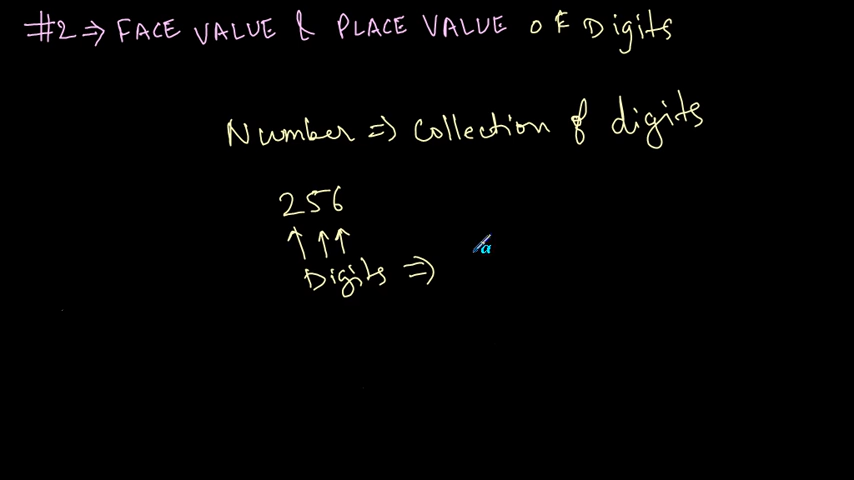 #2 ⇒ FACE VALUE & PLACE VALUE OF Digits
Number ⇒ Collection of digits
256
↑ ↑ ↑
Digits ⇒
a